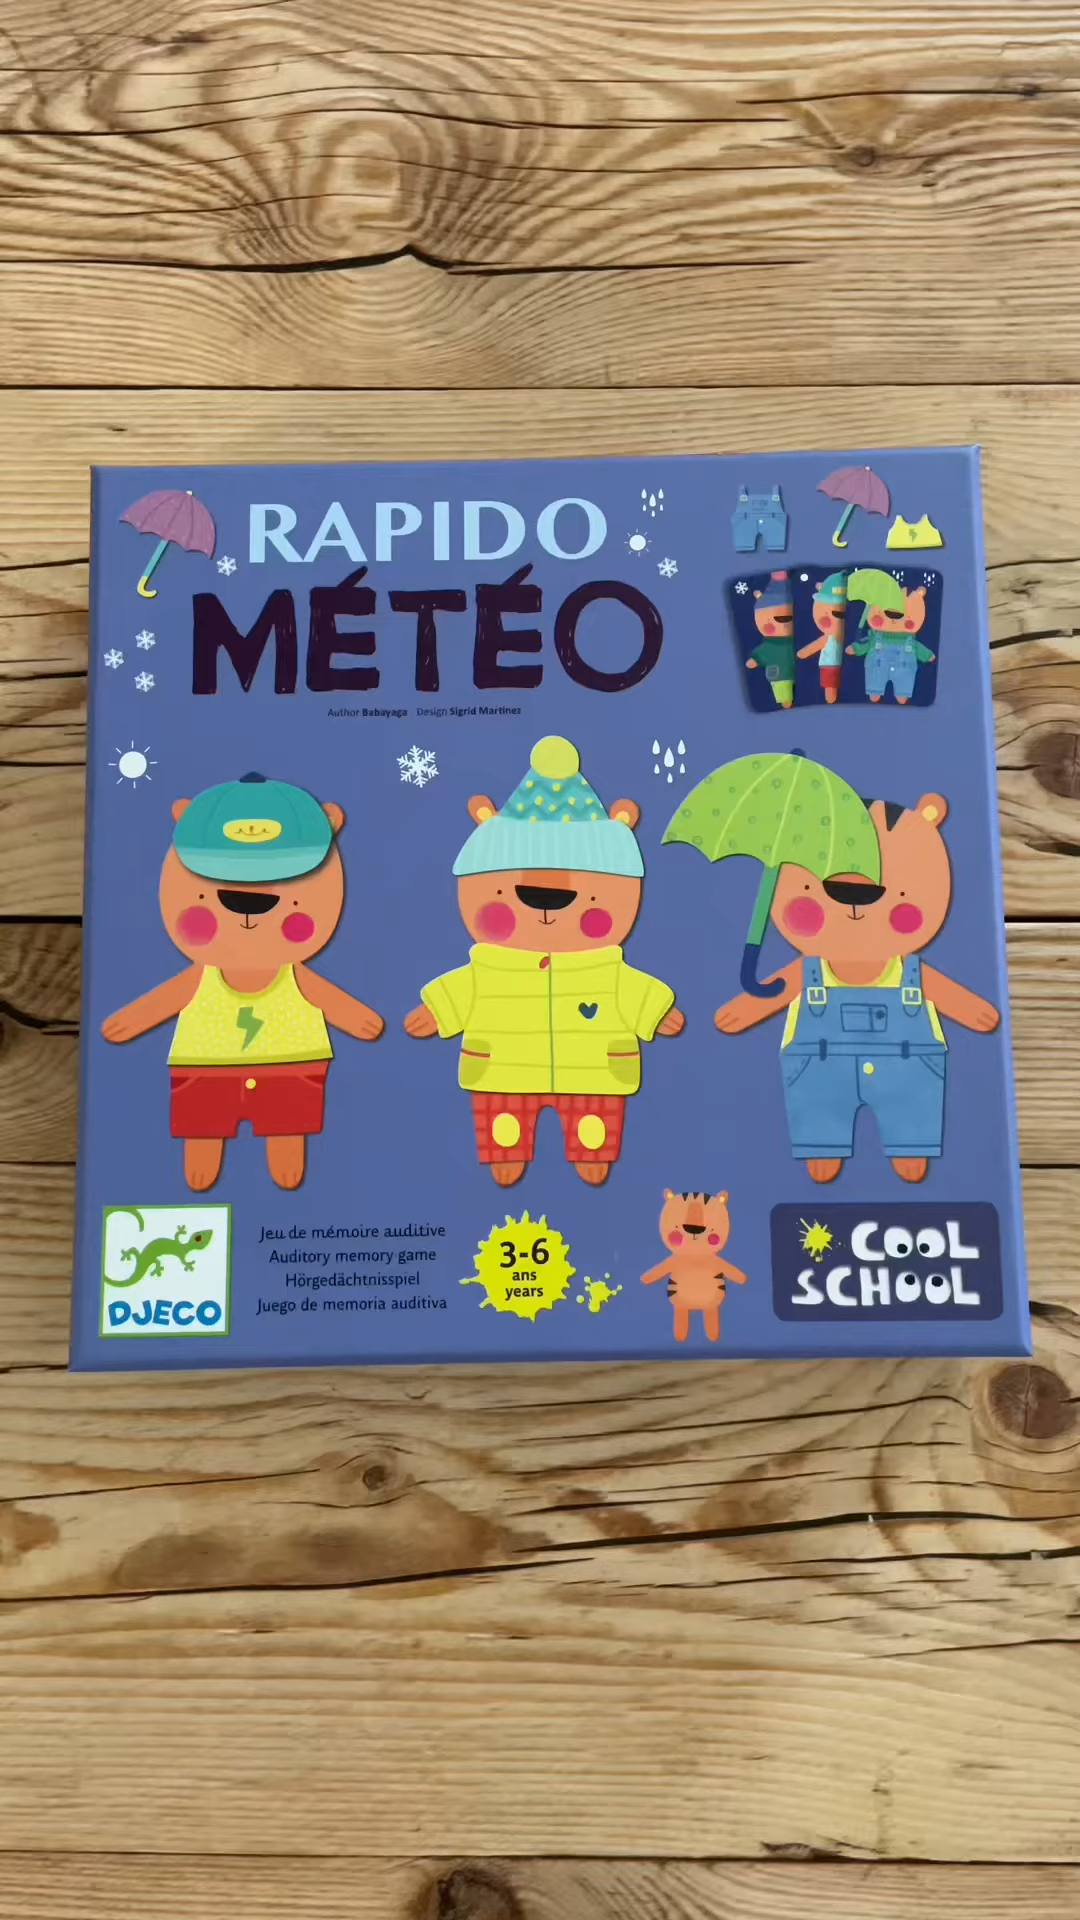 RAPIDO
MÉTÉO
Author Babayaga Design Sigrid Martinez
Jeu de mémoire auditive
Auditory memory game
Hörgedächtnisspiel
Juego de memoria auditiva
DJECO
3-6
ans
years
COOL
SCHOOL